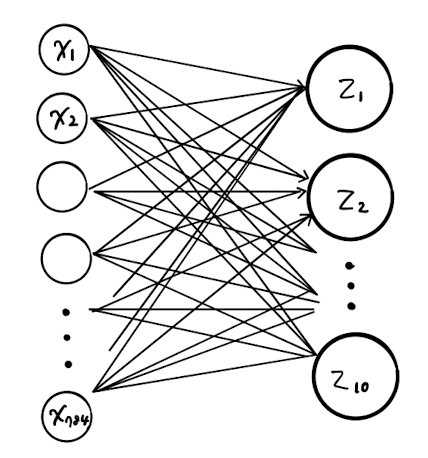 x₁
z₁
x₂
z₂
z₁₀
x₇₈₄